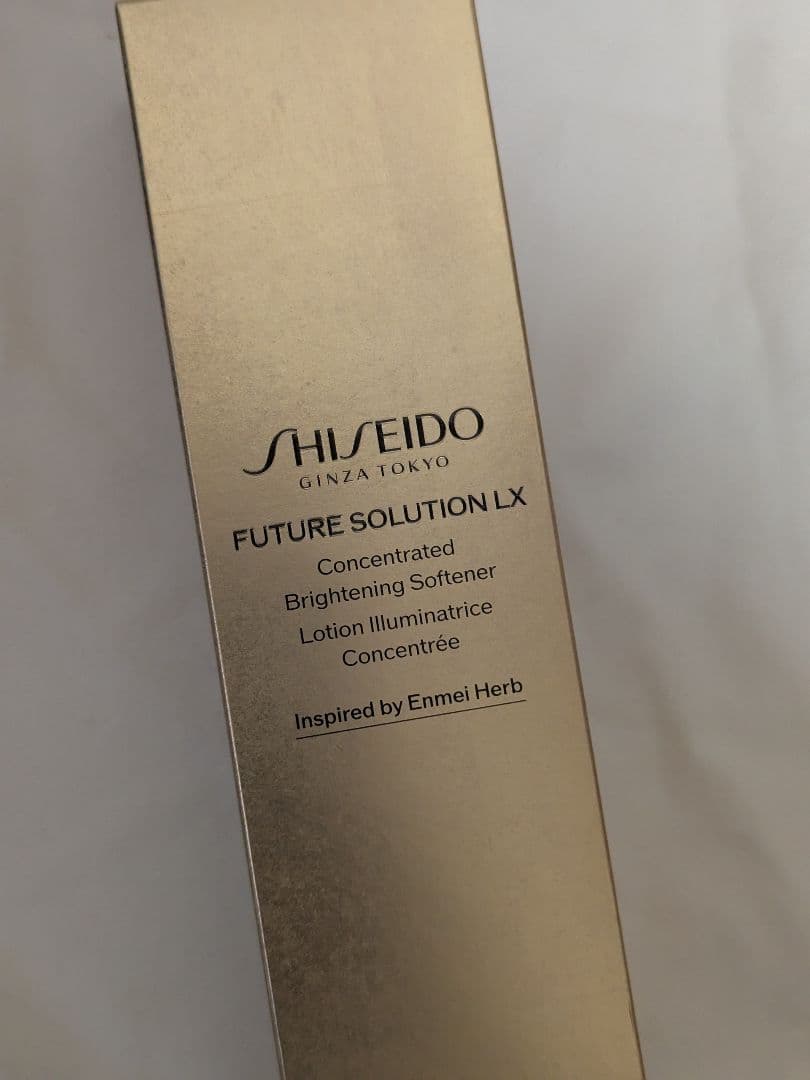 SHISEIDO
GINZA TOKYO
FUTURE SOLUTION LX
Concentrated
Brightening Softener
Lotion Illuminatrice
Concentrée
Inspired by Enmei Herb